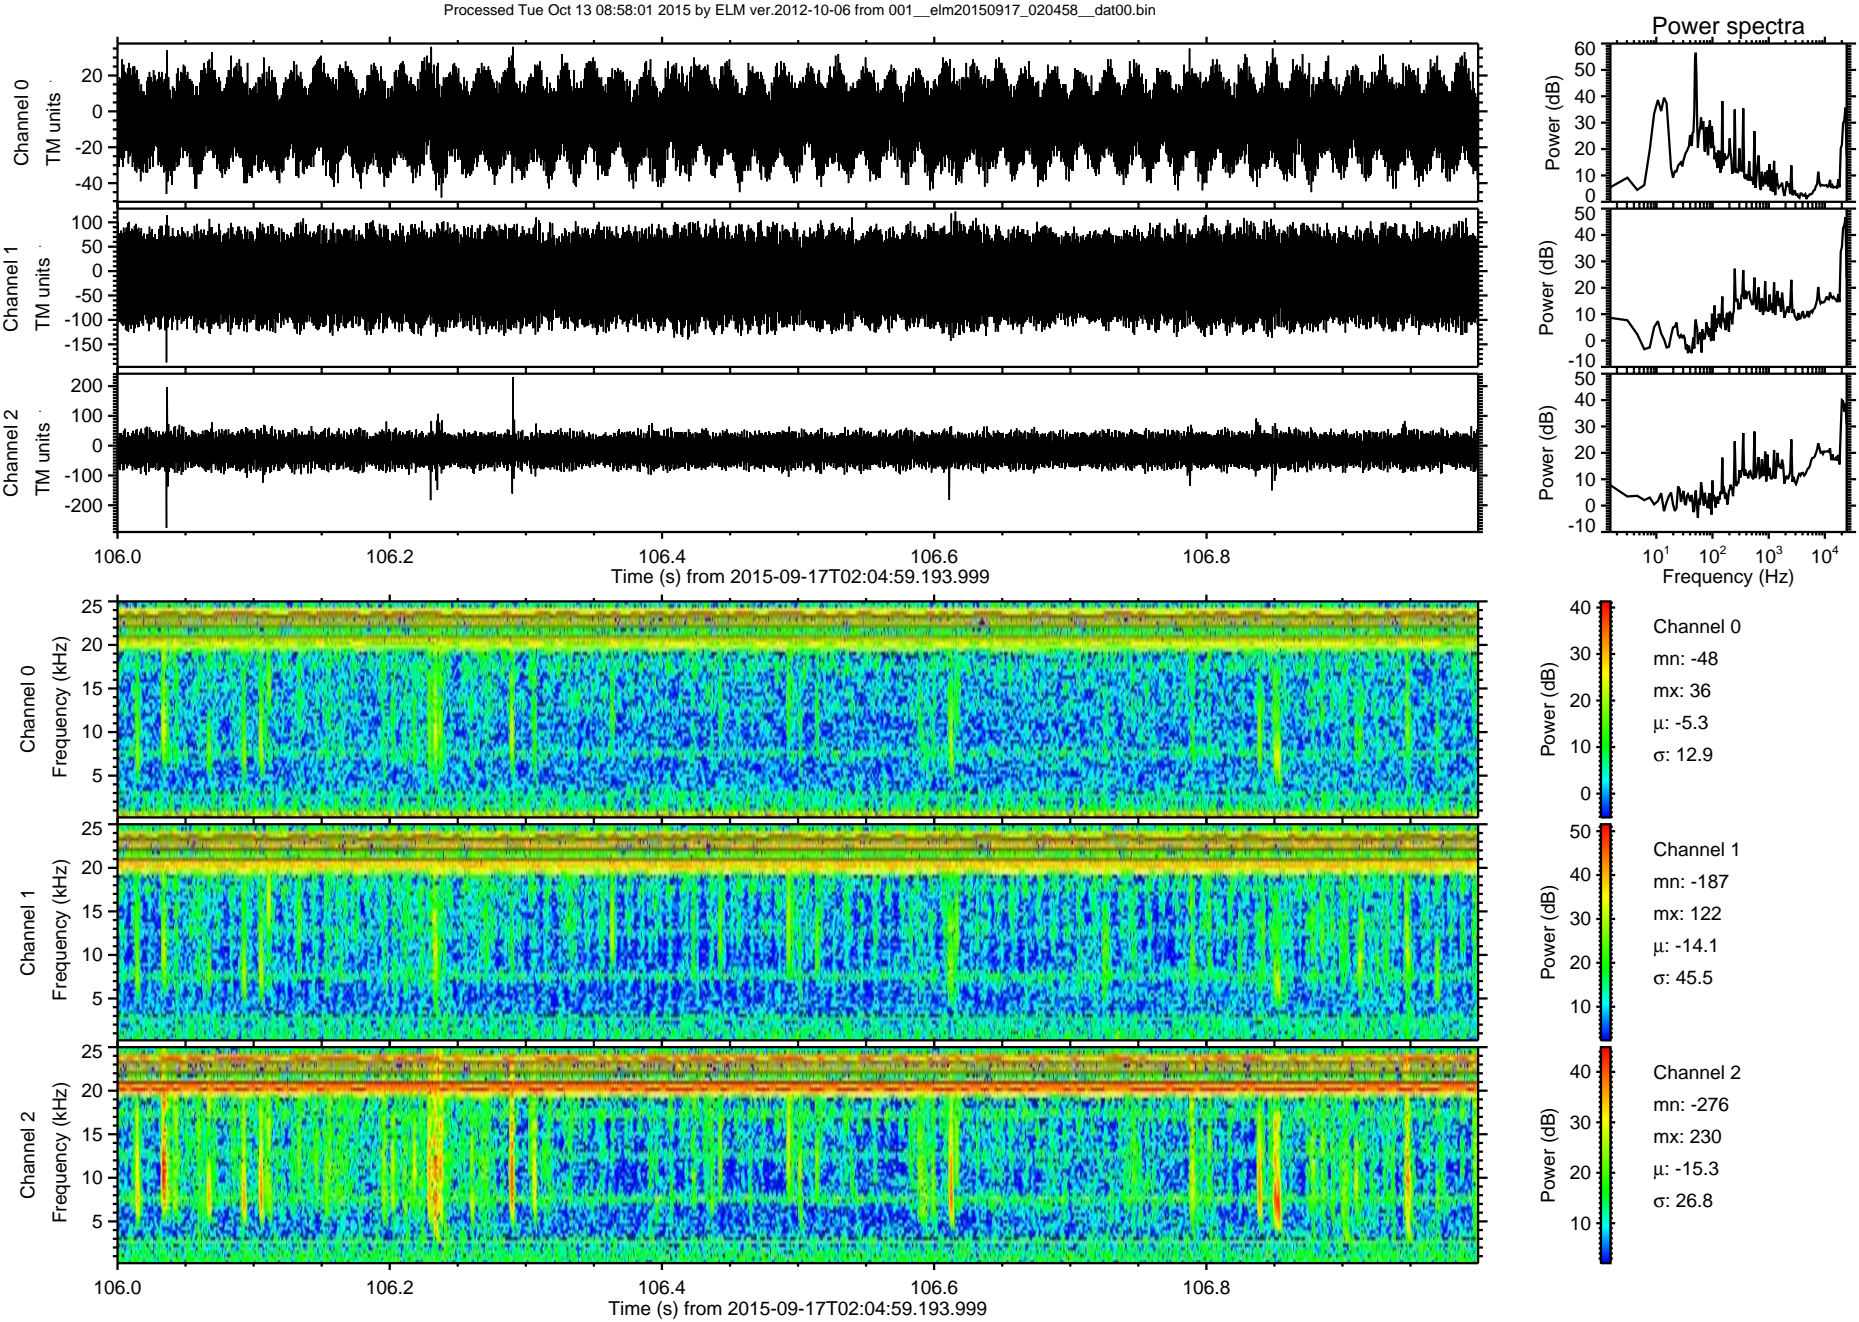 Processed Tue Oct 13 08:58:01 2015 by ELM ver.2012-10-06 from 001__elm20150917_020458__dat00.bin
Power spectra
Channel 0
TM units
20
0
-20
-40
Power (dB)
60
50
40
30
20
10
0
Channel 1
TM units
100
50
0
-50
-100
-150
Power (dB)
50
40
30
20
10
0
-10
Channel 2
TM units
200
100
0
-100
-200
Power (dB)
50
40
30
20
10
0
-10
106.0 106.2 106.4 106.6 106.8
Time (s) from 2015-09-17T02:04:59.193.999
10¹ 10² 10³ 10⁴
Frequency (Hz)
Channel 0
Frequency (kHz)
25
20
15
10
5
Power (dB)
40
30
20
10
0
Channel 0
mn: -48
mx: 36
μ: -5.3
σ: 12.9
Channel 1
Frequency (kHz)
25
20
15
10
5
Power (dB)
50
40
30
20
10
Channel 1
mn: -187
mx: 122
μ: -14.1
σ: 45.5
Channel 2
Frequency (kHz)
25
20
15
10
5
Power (dB)
40
30
20
10
Channel 2
mn: -276
mx: 230
μ: -15.3
σ: 26.8
106.0 106.2 106.4 106.6 106.8
Time (s) from 2015-09-17T02:04:59.193.999